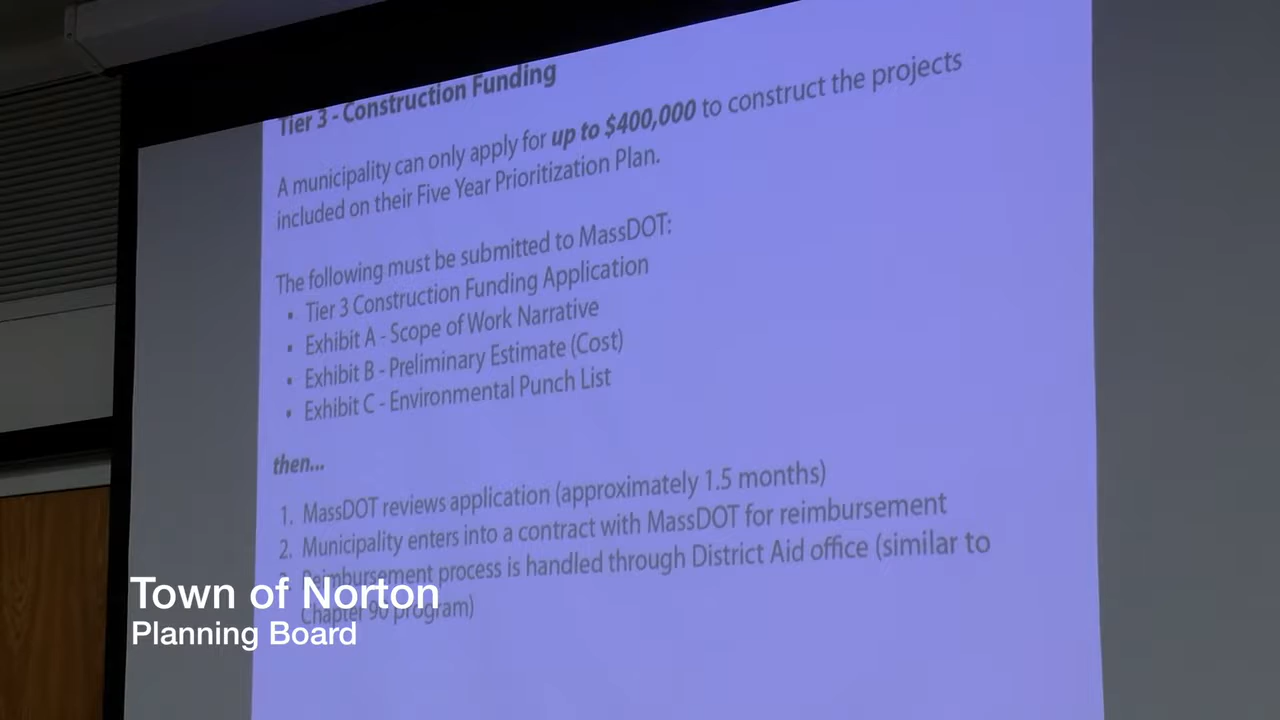 Tier 3 - Construction Funding
A municipality can only apply for up to $400,000 to construct the projects
included on their Five Year Prioritization Plan.
The following must be submitted to MassDOT:
• Tier 3 Construction Funding Application
• Exhibit A - Scope of Work Narrative
• Exhibit B - Preliminary Estimate (Cost)
• Exhibit C - Environmental Punch List
then...
1. MassDOT reviews application (approximately 1.5 months)
2. Municipality enters into a contract with MassDOT for reimbursement
3. Reimbursement process is handled through District Aid office (similar to
Chapter 90 program)
Town of Norton
Planning Board